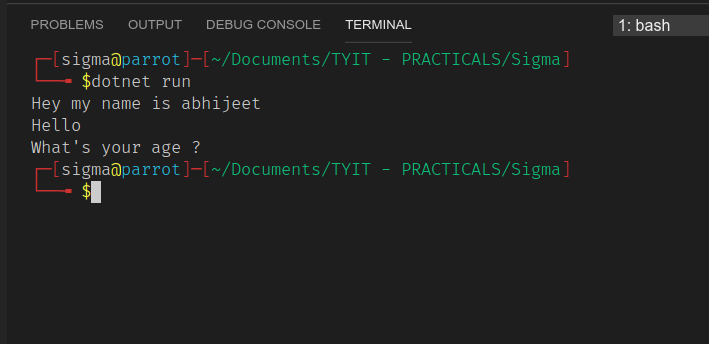 PROBLEMS OUTPUT DEBUG CONSOLE TERMINAL 1: bash
┌─[sigma@parrot]─[~/Documents/TYIT - PRACTICALS/Sigma]
└──╼ $dotnet run
Hey my name is abhijeet
Hello
What's your age ?
┌─[sigma@parrot]─[~/Documents/TYIT - PRACTICALS/Sigma]
└──╼ $